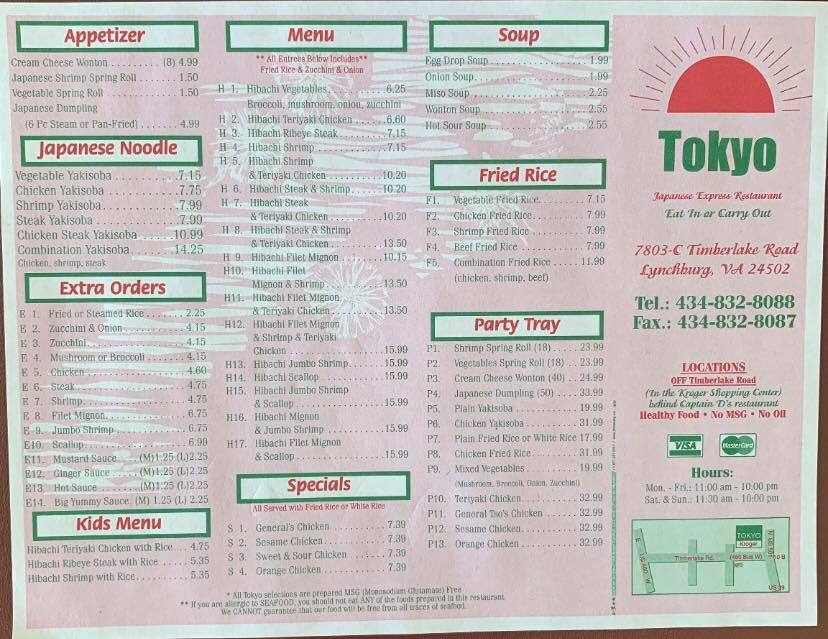 Appetizer
Cream Cheese Wonton (8) 4.99
Japanese Shrimp Spring Roll 1.50
Vegetable Spring Roll 1.50
Japanese Dumpling
(6 Pc Steam or Pan-Fried) 4.99
Japanese Noodle
Vegetable Yakisoba 7.15
Chicken Yakisoba 7.75
Shrimp Yakisoba 7.99
Steak Yakisoba 7.99
Chicken Steak Yakisoba 10.99
Combination Yakisoba 14.25
Chicken, shrimp, steak
Extra Orders
E 1. Fried or Steamed Rice 2.25
E 2. Zucchini & Onion 4.15
E 3. Zucchini 4.15
E 4. Mushroom or Broccoli 4.15
E 5. Chicken 4.60
E 6. Steak 4.75
E 7. Shrimp 4.75
E 8. Filet Mignon 6.75
E 9. Jumbo Shrimp 6.75
E10. Scallop 6.99
E11. Mustard Sauce (M)1.25 (L)2.25
E12. Ginger Sauce (M)1.25 (L)2.25
E13. Hot Sauce (M)1.25 (L)2.25
E14. Big Yummy Sauce (M) 1.25 (L) 2.25
Kids Menu
Hibachi Teriyaki Chicken with Rice 4.75
Hibachi Ribeye Steak with Rice 5.35
Hibachi Shrimp with Rice 5.35
Menu
** All Entrees Below Includes**
Fried Rice & Zucchini & Onion
H 1. Hibachi Vegetables 6.25
Broccoli, mushroom, onion, zucchini
H 2. Hibachi Teriyaki Chicken 6.60
H 3. Hibachi Ribeye Steak 7.15
H 4. Hibachi Shrimp 7.15
H 5. Hibachi Shrimp
& Teriyaki Chicken 10.20
H 6. Hibachi Steak & Shrimp 10.20
H 7. Hibachi Steak
& Teriyaki Chicken 10.20
H 8. Hibachi Steak & Shrimp
& Teriyaki Chicken 13.50
H 9. Hibachi Filet Mignon 10.15
H10. Hibachi Filet
Mignon & Shrimp 13.50
H11. Hibachi Filet Mignon
& Teriyaki Chicken 13.50
H12. Hibachi Filet Mignon
& Shrimp & Teriyaki
Chicken 15.99
H13. Hibachi Jumbo Shrimp 15.99
H14. Hibachi Scallop 15.99
H15. Hibachi Jumbo Shrimp
& Scallop 15.99
H16. Hibachi Mignon
& Jumbo Shrimp 15.99
H17. Hibachi Filet Mignon
& Scallop 15.99
Specials
All Served with Fried Rice or White Rice
S 1. General's Chicken 7.39
S 2. Sesame Chicken 7.39
S 3. Sweet & Sour Chicken 7.39
S 4. Orange Chicken 7.39
Soup
Egg Drop Soup 1.99
Onion Soup 1.99
Miso Soup 2.25
Wonton Soup 2.55
Hot Sour Soup 2.55
Fried Rice
F1. Vegetable Fried Rice 7.15
F2. Chicken Fried Rice 7.99
F3. Shrimp Fried Rice 7.99
F4. Beef Fried Rice 7.99
F5. Combination Fried Rice 11.99
(chicken, shrimp, beef)
Party Tray
P1. Shrimp Spring Roll (18) 23.99
P2. Vegetables Spring Roll (18) 23.99
P3. Cream Cheese Wonton (40) 24.99
P4. Japanese Dumpling (50) 33.99
P5. Plain Yakisoba 19.99
P6. Chicken Yakisoba 31.99
P7. Plain Fried Rice or White Rice 17.99
P8. Chicken Fried Rice 31.99
P9. Mixed Vegetables 19.99
(Mushroom, Broccoli, Onion, Zucchini)
P10. Teriyaki Chicken 32.99
P11. General Tso's Chicken 32.99
P12. Sesame Chicken 32.99
P13. Orange Chicken 32.99
* All Tokyo selections are prepared MSG (Monosodium Glutamate) Free
** If you are allergic to SEAFOOD, you should not eat ANY of the foods prepared in this restaurant.
We CANNOT guarantee that our food will be free from all traces of seafood.
Tokyo
Japanese Express Restaurant
Eat In or Carry Out
7803-C Timberlake Road
Lynchburg, VA 24502
Tel.: 434-832-8088
Fax.: 434-832-8087
LOCATIONS
OFF Timberlake Road
(In the Kroger Shopping Center)
behind Captain D's restaurant
Healthy Food • No MSG • No Oil
VISA MasterCard
Hours:
Mon. - Fri.: 11:00 am - 10:00 pm
Sat. & Sun.: 11:30 am - 10:00 pm
TOKYO
Kroger
Timberlake Rd. (460 Bus W)